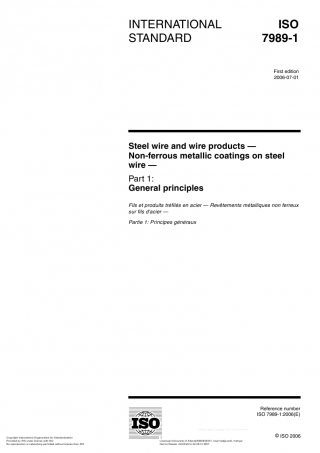 INTERNATIONAL
STANDARD
ISO
7989-1
First edition
2006-07-01
Steel wire and wire products —
Non-ferrous metallic coatings on steel
wire —
Part 1:
General principles
Fils et produits tréfilés en acier — Revêtements métalliques non ferreux
sur fils d'acier —
Partie 1: Principes généraux
ISO
Reference number
ISO 7989-1:2006(E)
© ISO 2006